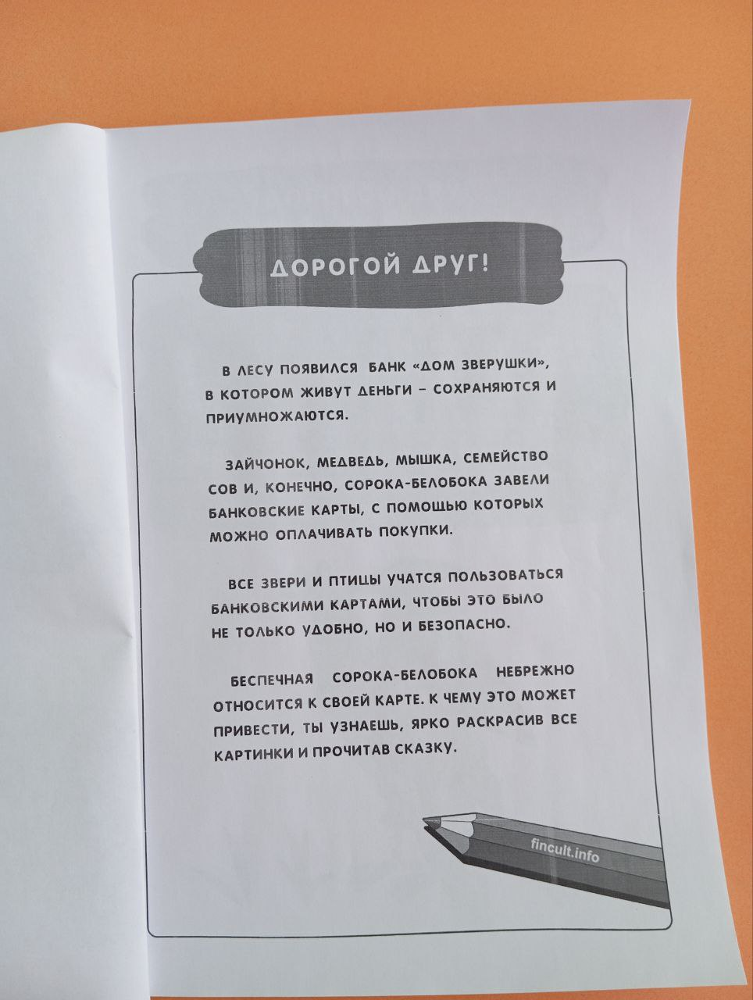 ДОРОГОЙ ДРУГ!
В ЛЕСУ ПОЯВИЛСЯ БАНК «ДОМ ЗВЕРУШКИ»,
В КОТОРОМ ЖИВУТ ДЕНЬГИ – СОХРАНЯЮТСЯ И
ПРИУМНОЖАЮТСЯ.
ЗАЙЧОНОК, МЕДВЕДЬ, МЫШКА, СЕМЕЙСТВО
СОВ И, КОНЕЧНО, СОРОКА-БЕЛОБОКА ЗАВЕЛИ
БАНКОВСКИЕ КАРТЫ, С ПОМОЩЬЮ КОТОРЫХ
МОЖНО ОПЛАЧИВАТЬ ПОКУПКИ.
ВСЕ ЗВЕРИ И ПТИЦЫ УЧАТСЯ ПОЛЬЗОВАТЬСЯ
БАНКОВСКИМИ КАРТАМИ, ЧТОБЫ ЭТО БЫЛО
НЕ ТОЛЬКО УДОБНО, НО И БЕЗОПАСНО.
БЕСПЕЧНАЯ СОРОКА-БЕЛОБОКА НЕБРЕЖНО
ОТНОСИТСЯ К СВОЕЙ КАРТЕ. К ЧЕМУ ЭТО МОЖЕТ
ПРИВЕСТИ, ТЫ УЗНАЕШЬ, ЯРКО РАСКРАСИВ ВСЕ
КАРТИНКИ И ПРОЧИТАВ СКАЗКУ.
fincult.info